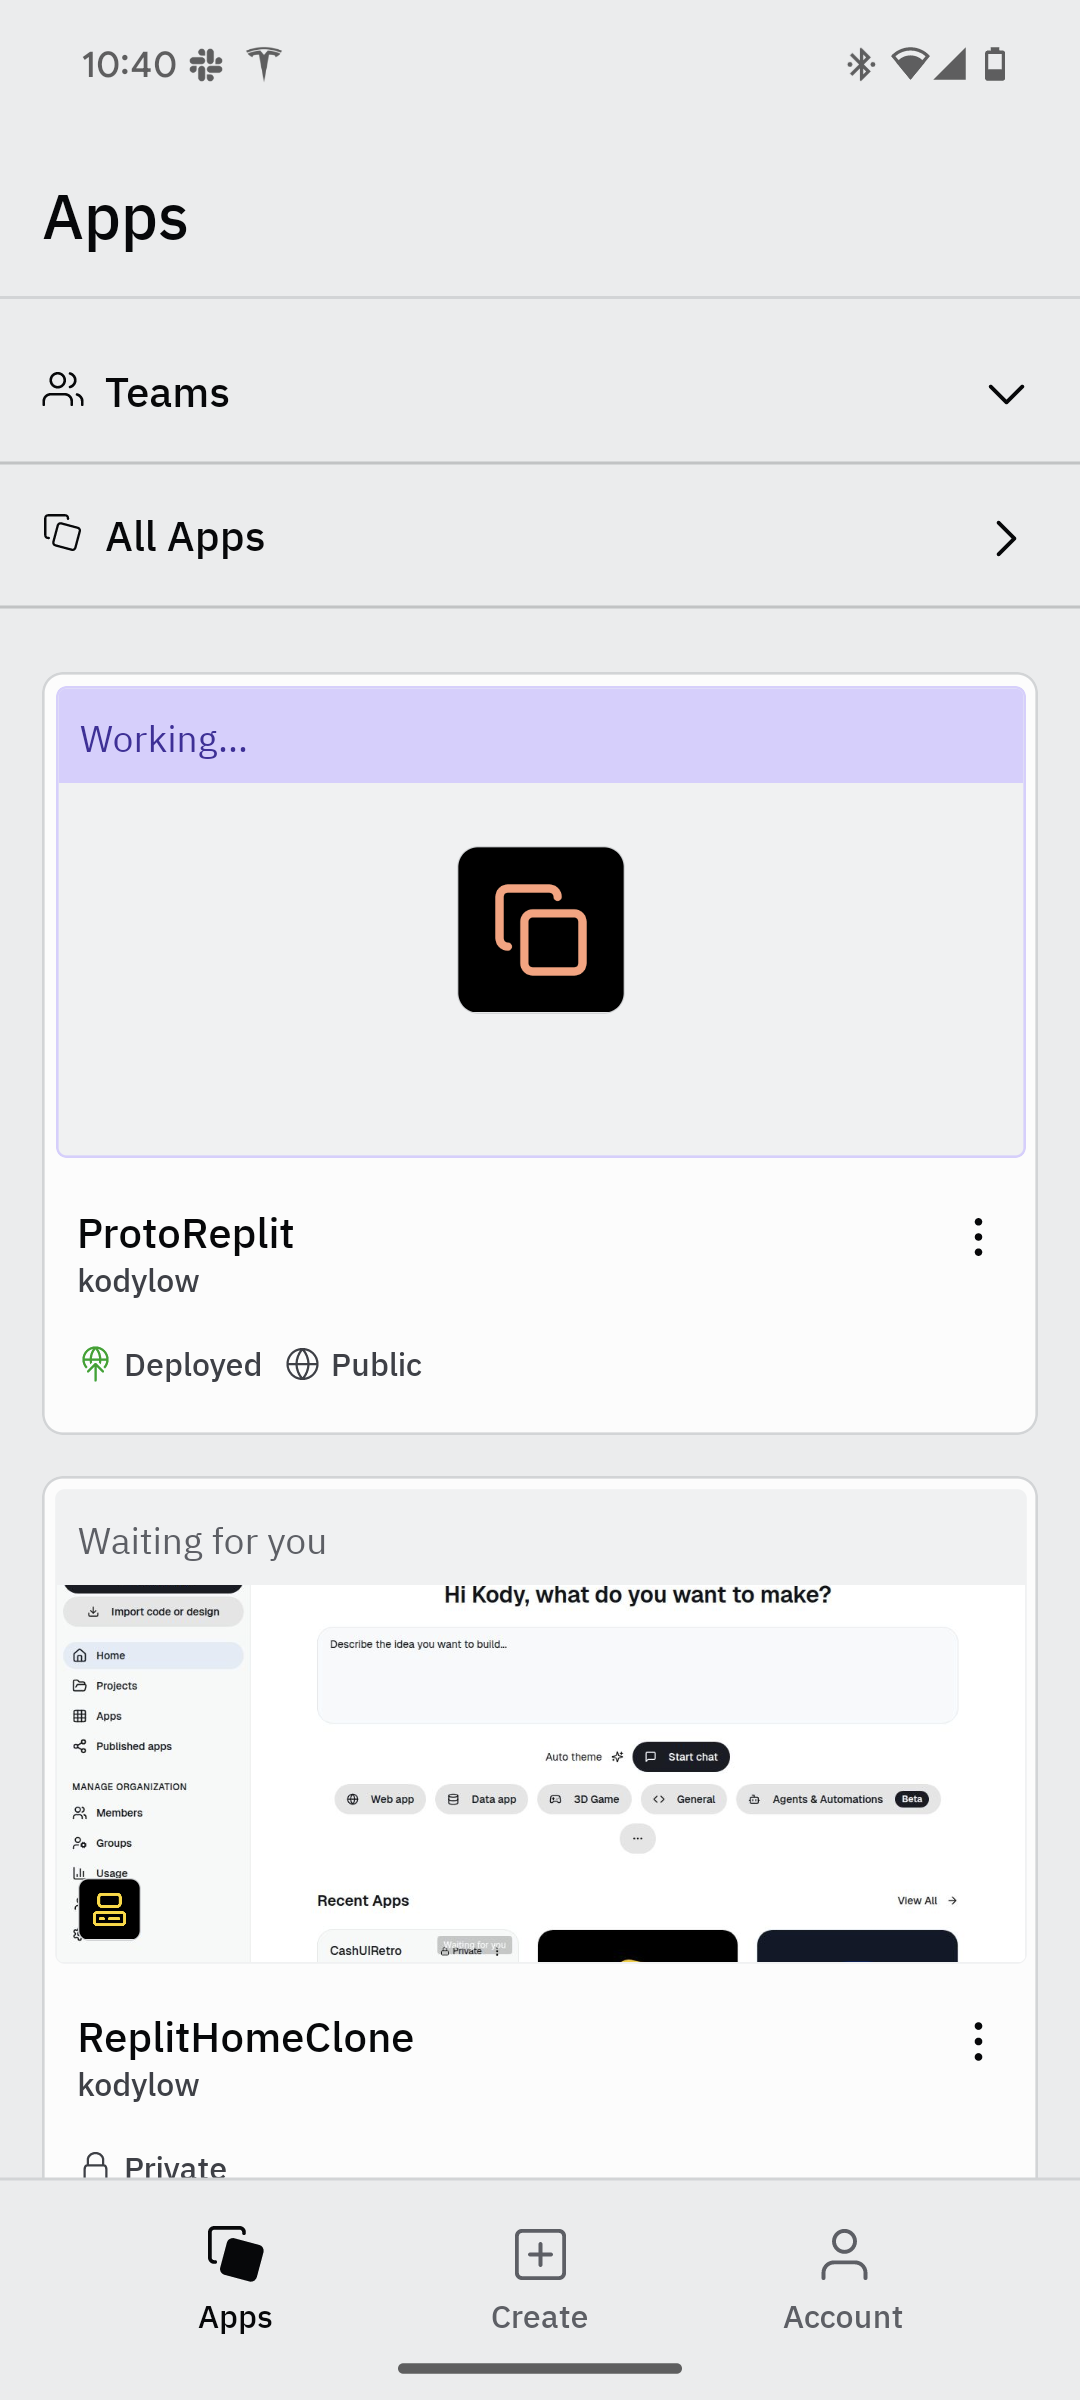 10:40
Apps
Teams
All Apps
Working...
ProtoReplit
kodylow
Deployed Public
Waiting for you
Import code or design
Home
Projects
Apps
Published apps
MANAGE ORGANIZATION
Members
Groups
Usage
Hi Kody, what do you want to make?
Describe the idea you want to build...
Auto theme Start chat
Web app Data app 3D Game General Agents & Automations Beta
...
Recent Apps View All
CashUIRetro Waiting for you
Private
ReplitHomeClone
kodylow
Private
Apps Create Account